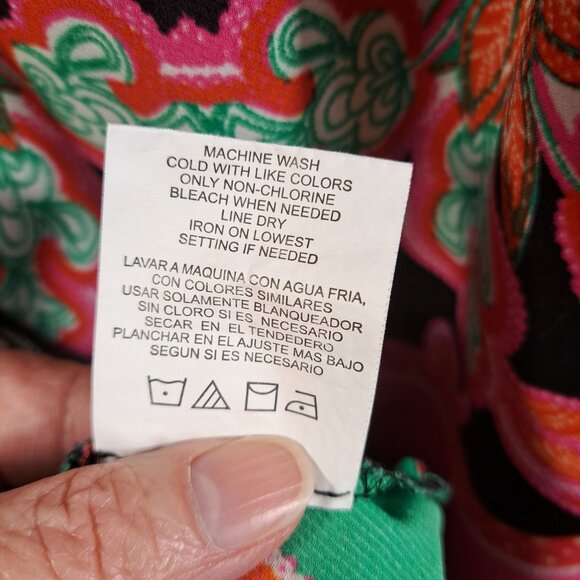 MACHINE WASH
COLD WITH LIKE COLORS
ONLY NON-CHLORINE
BLEACH WHEN NEEDED
LINE DRY
IRON ON LOWEST
SETTING IF NEEDED
LAVAR A MAQUINA CON AGUA FRIA,
CON COLORES SIMILARES
USAR SOLAMENTE BLANQUEADOR
SIN CLORO SI ES NECESARIO
SECAR EN EL TENDEDERO
PLANCHAR EN EL AJUSTE MAS BAJO
SEGUN SI ES NECESARIO